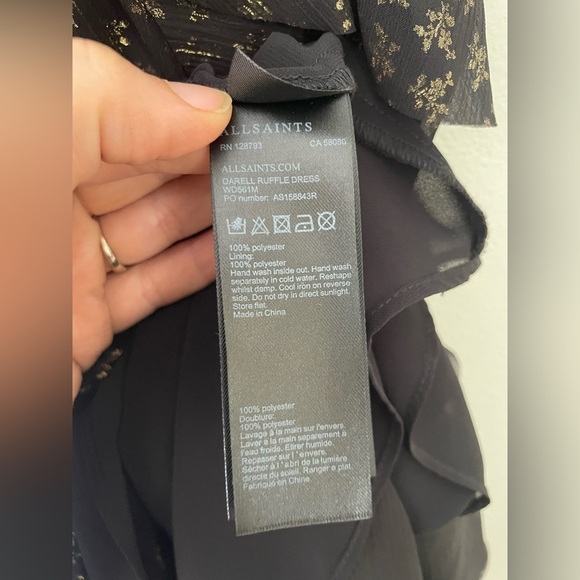 ALLSAINTS
RN 128793 CA 58080
ALLSAINTS.COM
DARELL RUFFLE DRESS
WD561M
PO number: AS158843R
100% polyester
Lining:
100% polyester
Hand wash inside out. Hand wash
separately in cold water. Reshape
whilst damp. Cool iron on reverse
side. Do not dry in direct sunlight.
Store flat.
Made in China
100% polyester
Doublure:
100% polyester
Lavage à la main sur l'envers.
Laver à la main séparément à
l'eau froide. Etirer humide.
Repasser sur l'envers
Sécher à l'abri de la lumière
directe du soleil. Ranger a plat.
Fabriqué en Chine